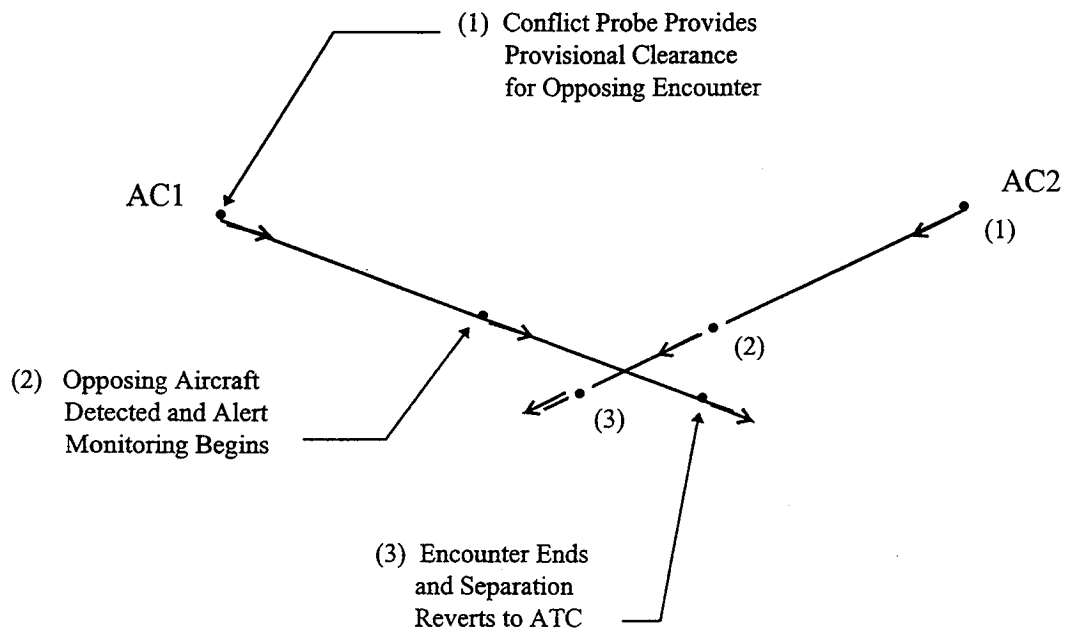 (1) Conflict Probe Provides
Provisional Clearance
for Opposing Encounter
AC1
AC2
(1)
(2)
(2) Opposing Aircraft
Detected and Alert
Monitoring Begins
(3)
(3) Encounter Ends
and Separation
Reverts to ATC